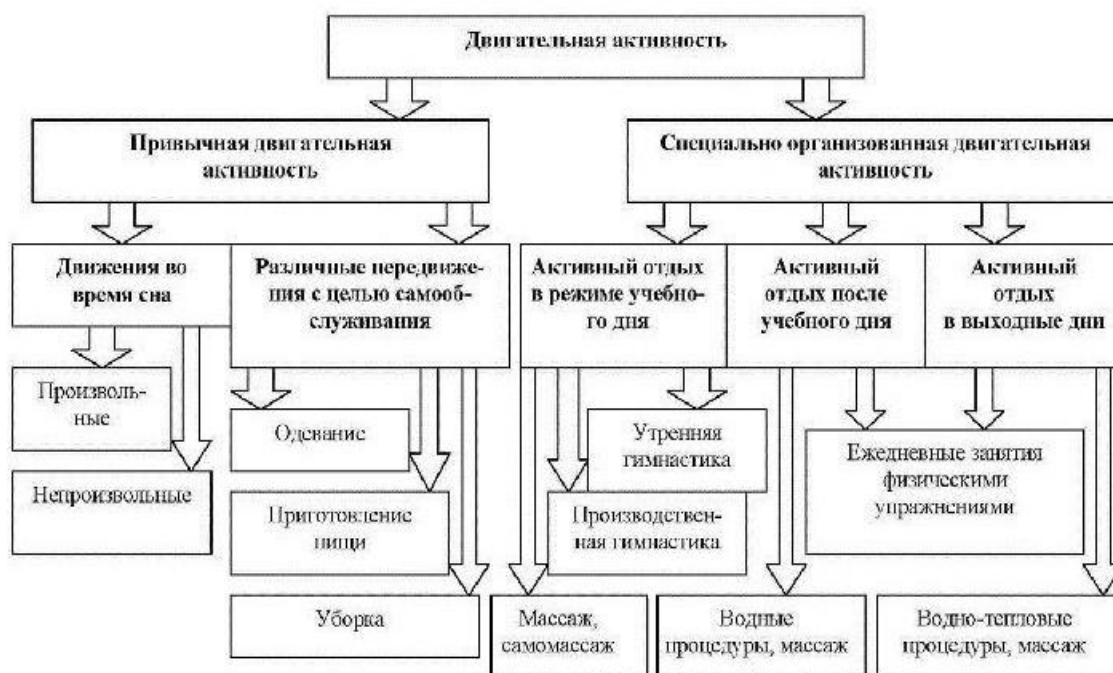 Двигательная активность
Привычная двигательная
активность
Специально организованная двигательная
активность
Движения во
время сна
Различные передвиже-
ния с целью самооб-
служивания
Активный отдых
в режиме учебно-
го дня
Активный
отдых после
учебного дня
Активный
отдых
в выходные дни
Произволь-
ные
Непроизвольные
Одевание
Приготовление
пищи
Уборка
Утренняя
гимнастика
Производствен-
ная гимнастика
Массаж,
самомассаж
Ежедневные занятия
физическими
упражнениями
Водные
процедуры, массаж
Водно-тепловые
процедуры, массаж